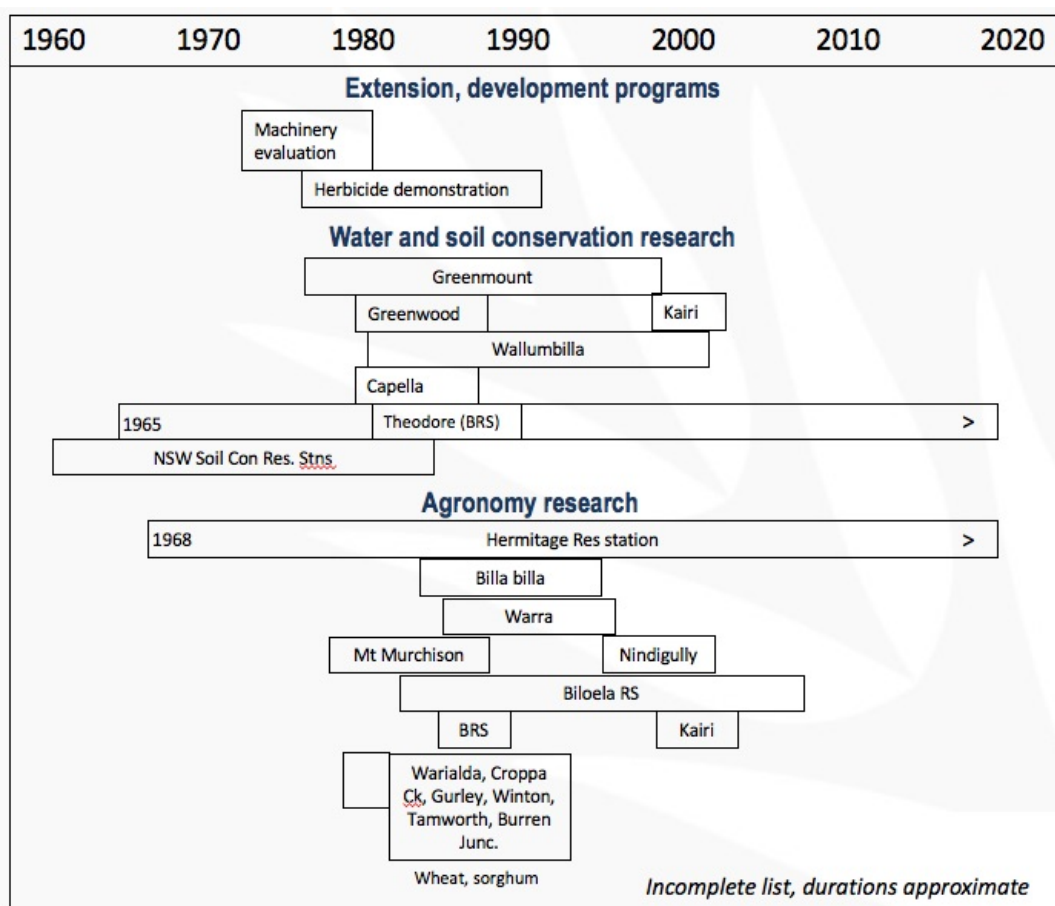 1960 1970 1980 1990 2000 2010 2020
Extension, development programs
Machinery
evaluation
Herbicide demonstration
Water and soil conservation research
Greenmount
Greenwood Kairi
Wallumbilla
Capella
1965 Theodore (BRS) >
NSW Soil Con Res. Stns
Agronomy research
1968 Hermitage Res station >
Billa billa
Warra
Mt Murchison Nindigully
Biloela RS
BRS Kairi
Warialda, Croppa
Ck, Gurley, Winton,
Tamworth, Burren
Junc.
Wheat, sorghum
Incomplete list, durations approximate